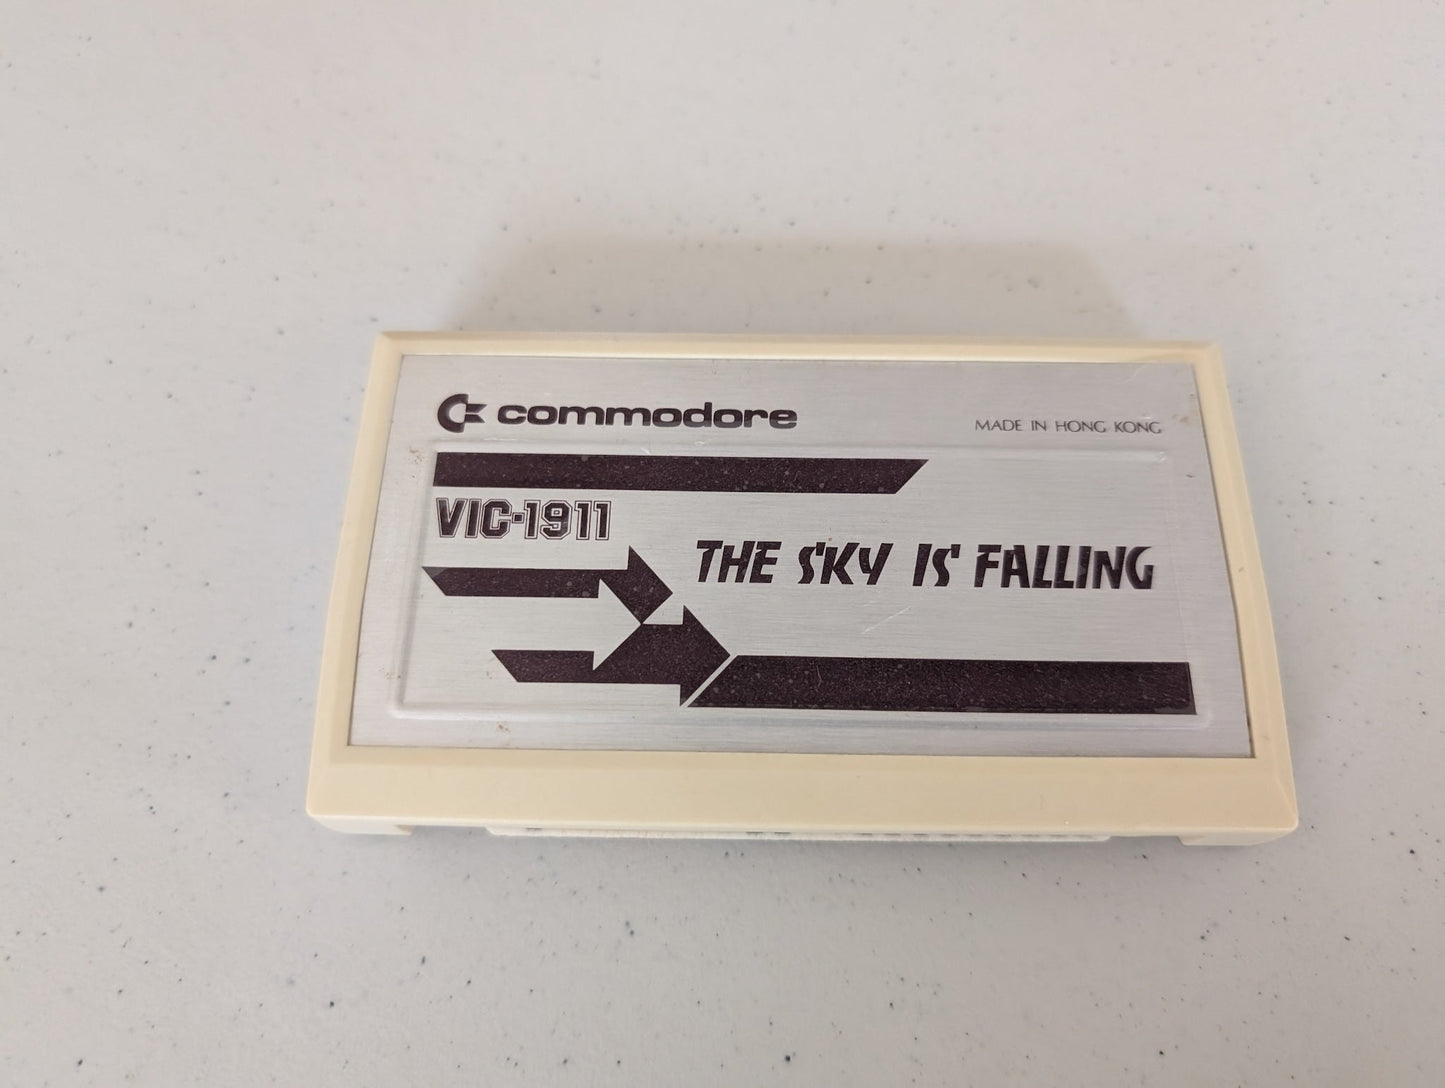 commodore
MADE IN HONG KONG
VIC-1911
THE SKY IS FALLING